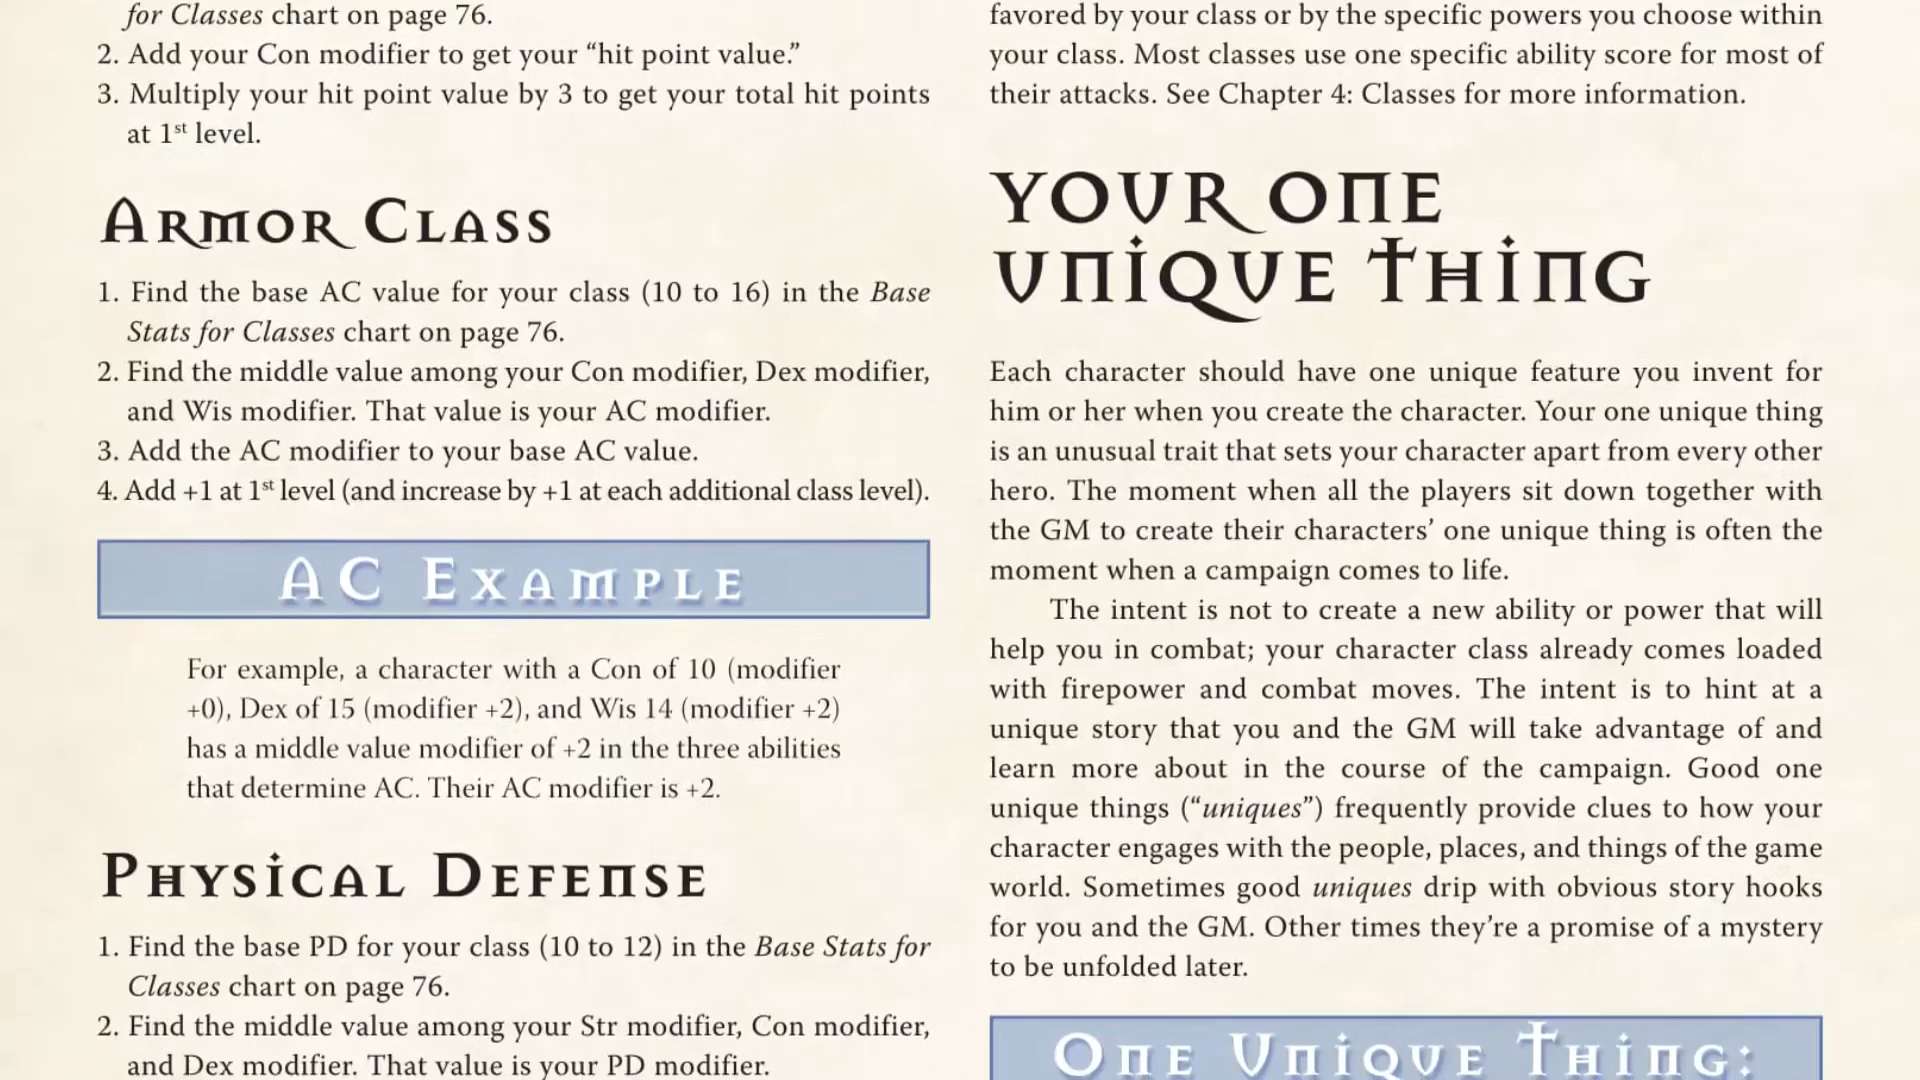 for Classes chart on page 76.
2. Add your Con modifier to get your “hit point value.”
3. Multiply your hit point value by 3 to get your total hit points
at 1st level.
Armor Class
1. Find the base AC value for your class (10 to 16) in the Base
Stats for Classes chart on page 76.
2. Find the middle value among your Con modifier, Dex modifier,
and Wis modifier. That value is your AC modifier.
3. Add the AC modifier to your base AC value.
4. Add +1 at 1st level (and increase by +1 at each additional class level).
AC Example
For example, a character with a Con of 10 (modifier
+0), Dex of 15 (modifier +2), and Wis 14 (modifier +2)
has a middle value modifier of +2 in the three abilities
that determine AC. Their AC modifier is +2.
Physical Defense
1. Find the base PD for your class (10 to 12) in the Base Stats for
Classes chart on page 76.
2. Find the middle value among your Str modifier, Con modifier,
and Dex modifier. That value is your PD modifier.
favored by your class or by the specific powers you choose within
your class. Most classes use one specific ability score for most of
their attacks. See Chapter 4: Classes for more information.
YOUR ONE
UNIQUE THING
Each character should have one unique feature you invent for
him or her when you create the character. Your one unique thing
is an unusual trait that sets your character apart from every other
hero. The moment when all the players sit down together with
the GM to create their characters’ one unique thing is often the
moment when a campaign comes to life.
The intent is not to create a new ability or power that will
help you in combat; your character class already comes loaded
with firepower and combat moves. The intent is to hint at a
unique story that you and the GM will take advantage of and
learn more about in the course of the campaign. Good one
unique things (“uniques”) frequently provide clues to how your
character engages with the people, places, and things of the game
world. Sometimes good uniques drip with obvious story hooks
for you and the GM. Other times they’re a promise of a mystery
to be unfolded later.
One Unique Thing: